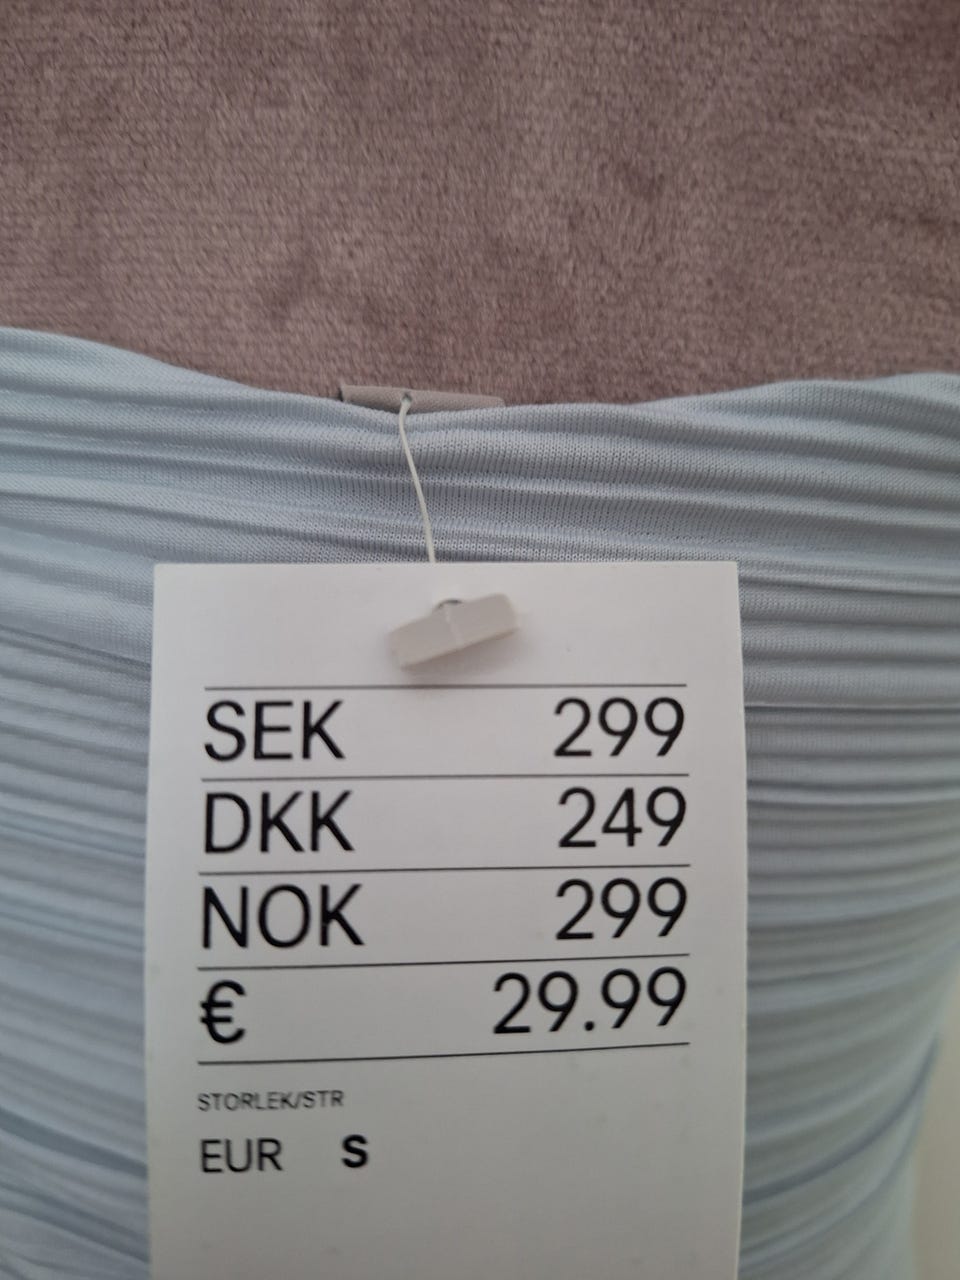 SEK 299
DKK 249
NOK 299
€ 29.99
STORLEK/STR
EUR S